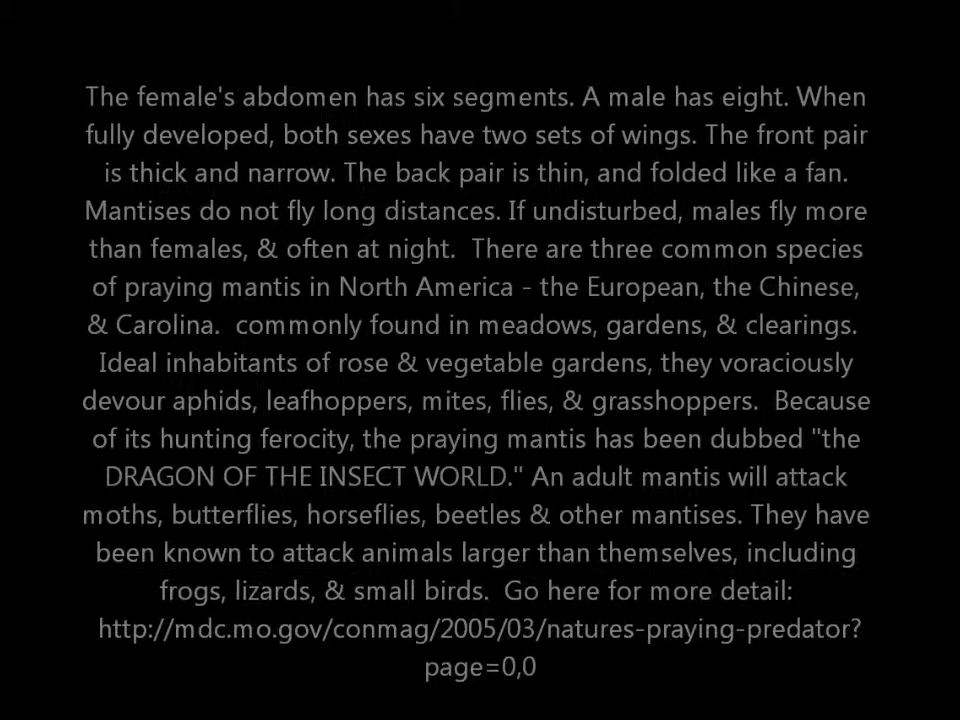 The female's abdomen has six segments. A male has eight. When
fully developed, both sexes have two sets of wings. The front pair
is thick and narrow. The back pair is thin, and folded like a fan.
Mantises do not fly long distances. If undisturbed, males fly more
than females, & often at night.  There are three common species
of praying mantis in North America - the European, the Chinese,
& Carolina.  commonly found in meadows, gardens, & clearings.
Ideal inhabitants of rose & vegetable gardens, they voraciously
devour aphids, leafhoppers, mites, flies, & grasshoppers.  Because
of its hunting ferocity, the praying mantis has been dubbed "the
DRAGON OF THE INSECT WORLD." An adult mantis will attack
moths, butterflies, horseflies, beetles & other mantises. They have
been known to attack animals larger than themselves, including
frogs, lizards, & small birds.  Go here for more detail:
http://mdc.mo.gov/conmag/2005/03/natures-praying-predator?
page=0,0